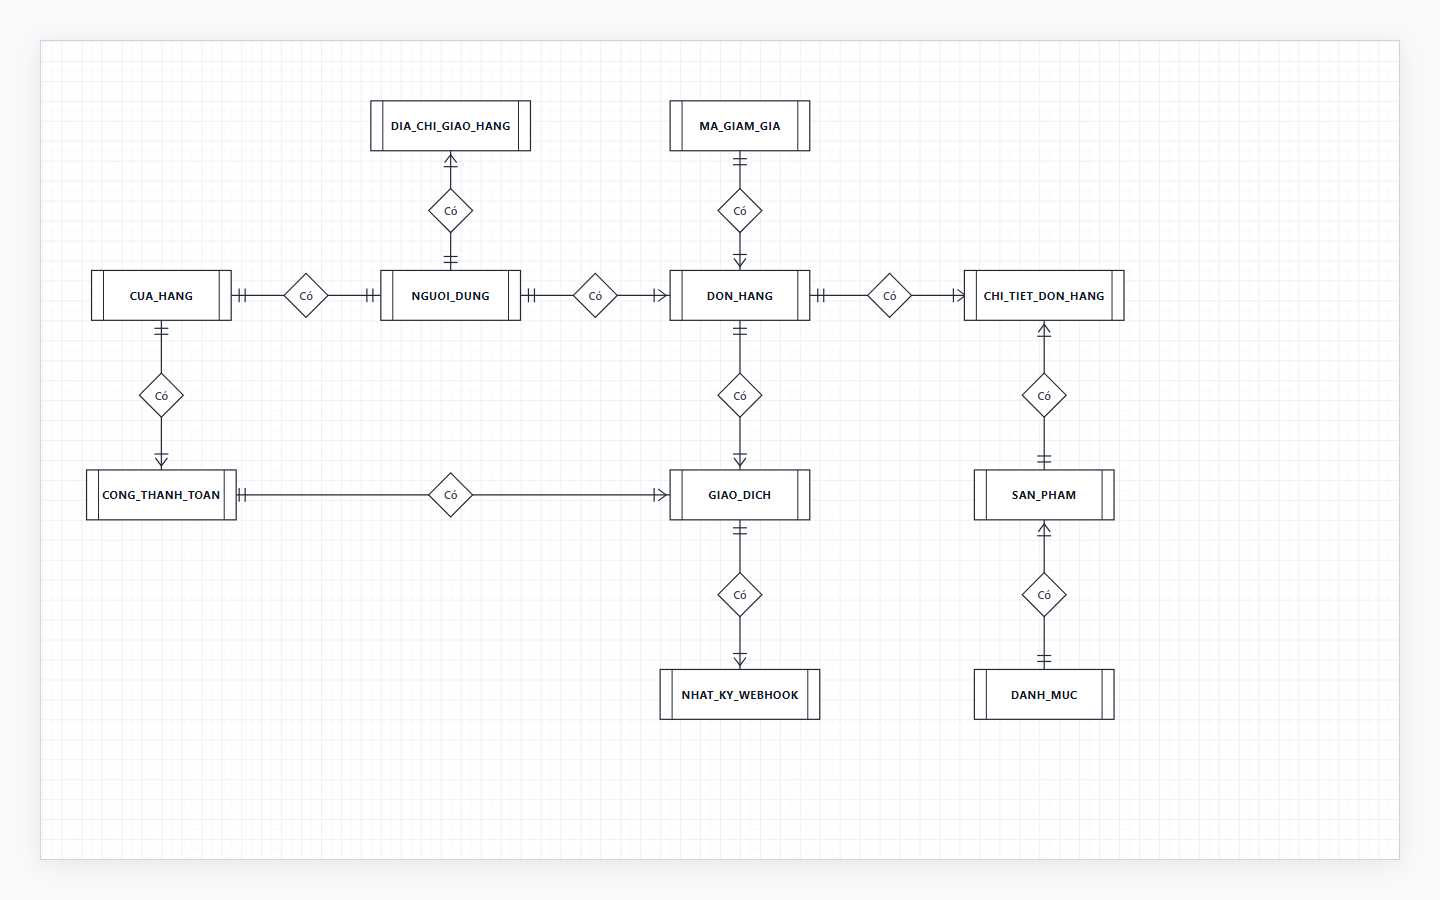 DIA_CHI_GIAO_HANG
MA_GIAM_GIA
Có
Có
CUA_HANG
Có
NGUOI_DUNG
Có
DON_HANG
Có
CHI_TIET_DON_HANG
Có
Có
Có
CONG_THANH_TOAN
Có
GIAO_DICH
SAN_PHAM
Có
Có
NHAT_KY_WEBHOOK
DANH_MUC